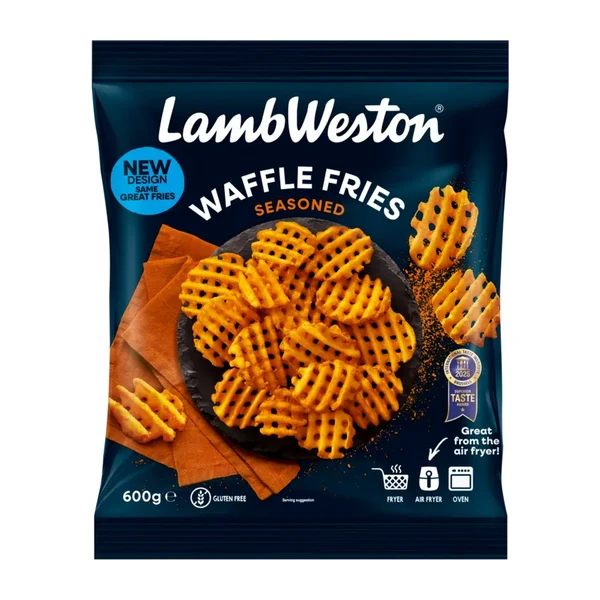 LambWeston®
NEW
DESIGN
SAME
GREAT FRIES
WAFFLE FRIES
SEASONED
2025
SUPERIOR
TASTE
AWARD
Great
from the
air fryer!
600g ℮
GLUTEN FREE
Serving suggestion
FRYER
AIR FRYER
OVEN